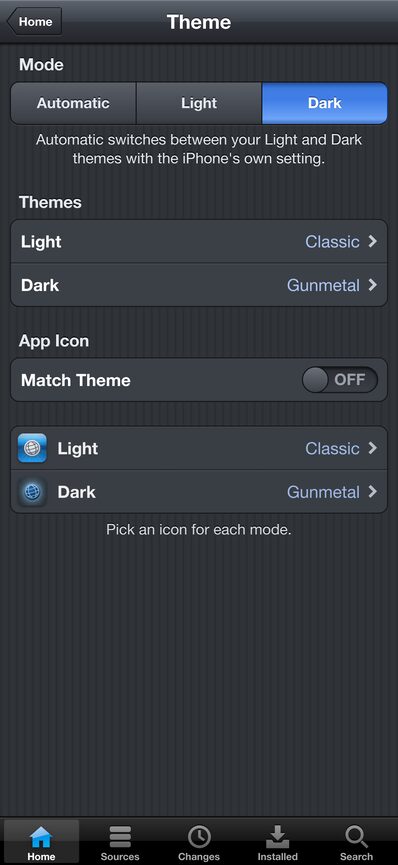 Home
Theme
Mode
Automatic
Light
Dark
Automatic switches between your Light and Dark
themes with the iPhone's own setting.
Themes
Light Classic
Dark Gunmetal
App Icon
Match Theme OFF
Light Classic
Dark Gunmetal
Pick an icon for each mode.
Home
Sources
Changes
Installed
Search